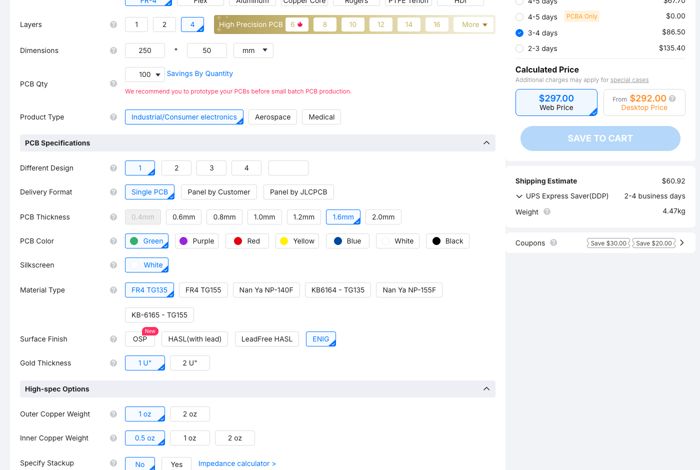 FR-4 Flex Aluminum Copper Core Rogers PTFE Teflon HDI
Layers 1 2 4 High Precision PCB 6 8 10 12 14 16 More
Dimensions 250 * 50 mm
PCB Qty 100 Savings By Quantity
We recommend you to prototype your PCBs before small batch PCB production.
Product Type Industrial/Consumer electronics Aerospace Medical
PCB Specifications
Different Design 1 2 3 4
Delivery Format Single PCB Panel by Customer Panel by JLCPCB
PCB Thickness 0.4mm 0.6mm 0.8mm 1.0mm 1.2mm 1.6mm 2.0mm
PCB Color Green Purple Red Yellow Blue White Black
Silkscreen White
Material Type FR4 TG135 FR4 TG155 Nan Ya NP-140F KB6164 - TG135 Nan Ya NP-155F
KB-6165 - TG155
New
Surface Finish OSP HASL(with lead) LeadFree HASL ENIG
Gold Thickness 1 U" 2 U"
High-spec Options
Outer Copper Weight 1 oz 2 oz
Inner Copper Weight 0.5 oz 1 oz 2 oz
Specify Stackup No Yes Impedance calculator >
4-5 days $67.70
4-5 days PCBA Only $0.00
3-4 days $86.50
2-3 days $135.40
Calculated Price
Additional charges may apply for special cases
$297.00
Web Price
From $292.00
Desktop Price
SAVE TO CART
Shipping Estimate $60.92
UPS Express Saver(DDP) 2-4 business days
Weight 4.47kg
Coupons Save $30.00 Save $20.00